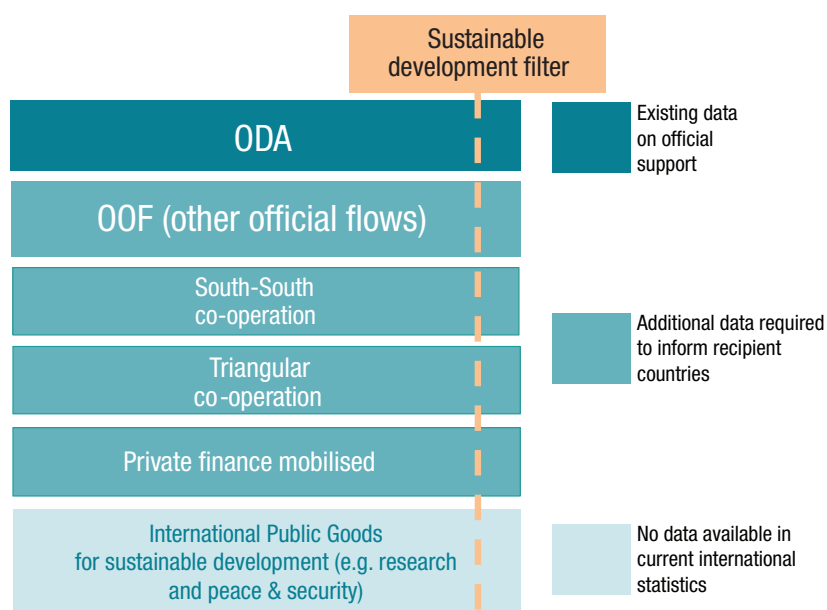 Sustainable
development filter
ODA
OOF (other official flows)
South-South
co-operation
Triangular
co-operation
Private finance mobilised
International Public Goods
for sustainable development (e.g. research
and peace & security)
Existing data
on official
support
Additional data required
to inform recipient
countries
No data available in
current international
statistics